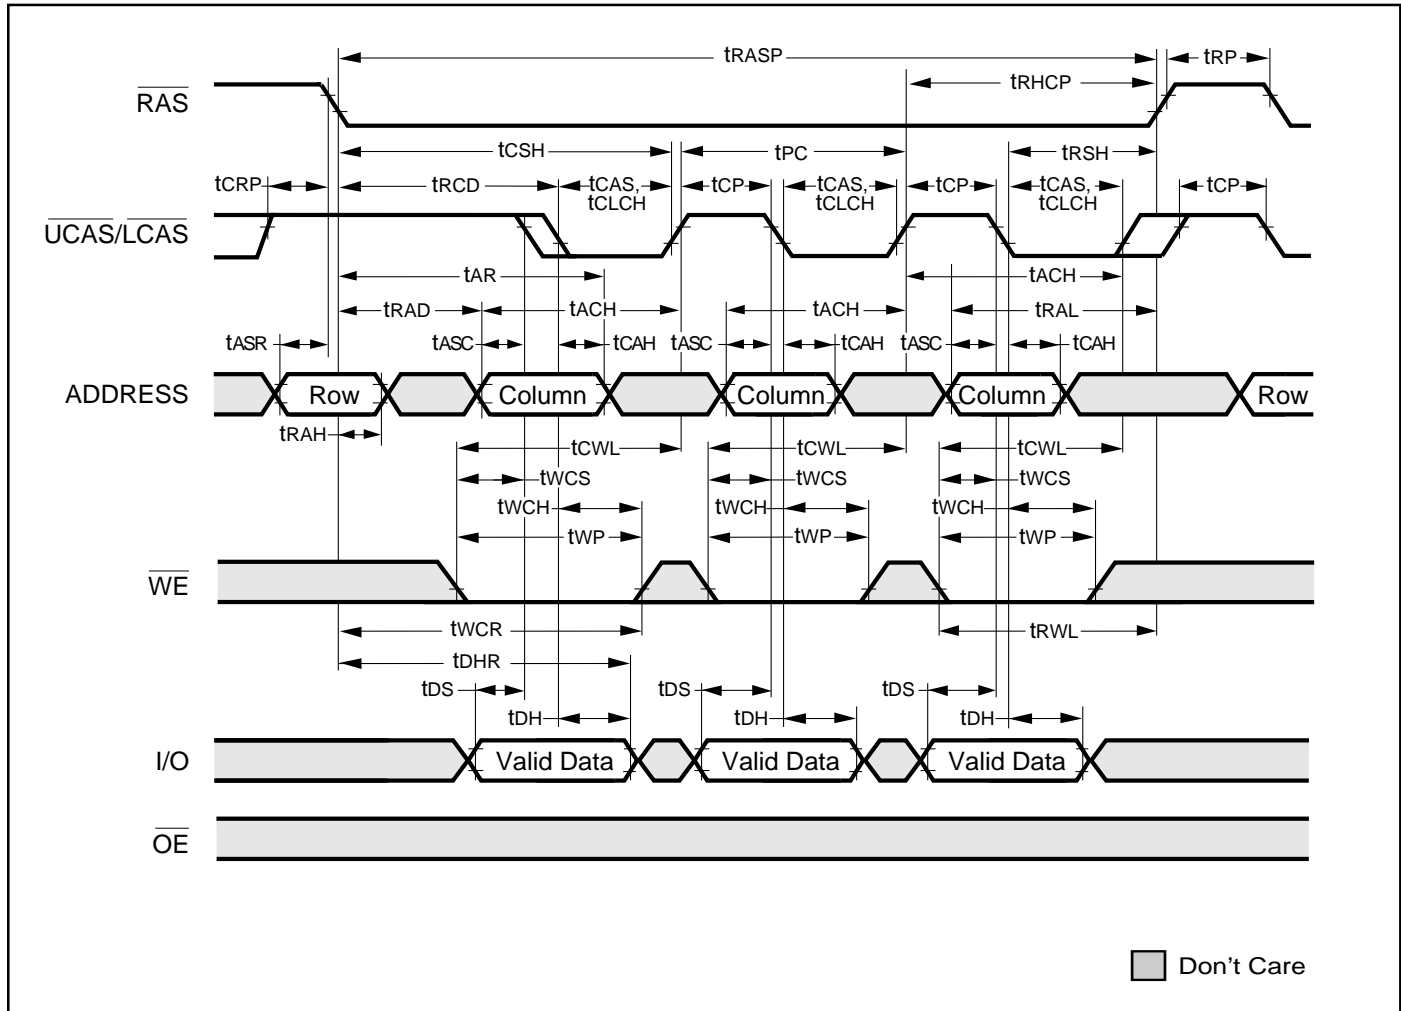 tRASP
tRP
tRHCP
RAS
tCSH
tPC
tRSH
tCRP
tRCD
tCAS,
tCLCH
tCP
tCAS,
tCLCH
tCP
tCAS,
tCLCH
tCP
UCAS/LCAS
tAR
tACH
tRAD
tACH
tACH
tRAL
tASR
tASC
tCAH
tASC
tCAH
tASC
tCAH
ADDRESS
Row
Column
Column
Column
Row
tRAH
tCWL
tCWL
tCWL
tWCS
tWCS
tWCS
tWCH
tWCH
tWCH
tWP
tWP
tWP
WE
tWCR
tRWL
tDHR
tDS
tDS
tDS
tDH
tDH
tDH
I/O
Valid Data
Valid Data
Valid Data
OE
Don't Care